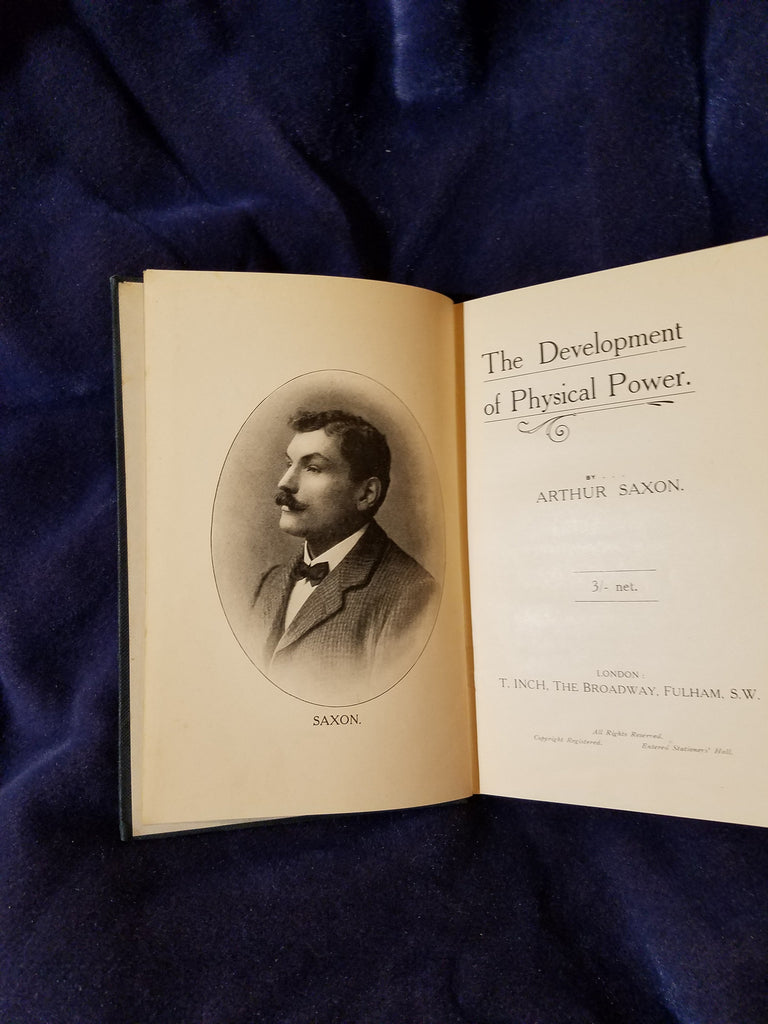 SAXON.
The Development
of Physical Power.
BY . . .
ARTHUR SAXON.
3/- net.
LONDON:
T. INCH, THE BROADWAY, FULHAM, S.W.
All Rights Reserved.
Copyright Registered. Entered Stationers' Hall.